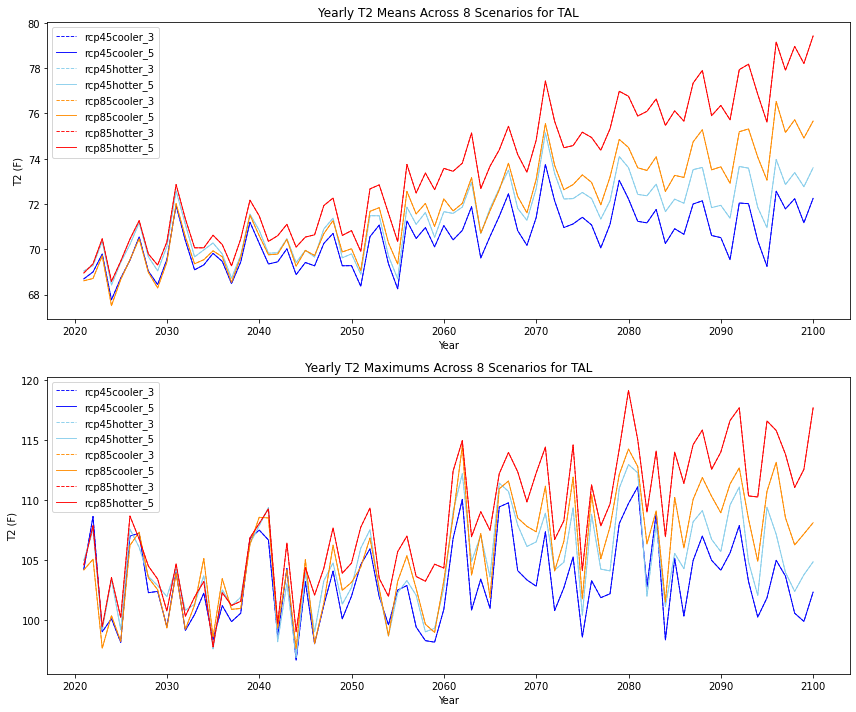 Yearly T2 Means Across 8 Scenarios for TAL
rcp45cooler_3
rcp45cooler_5
rcp45hotter_3
rcp45hotter_5
rcp85cooler_3
rcp85cooler_5
rcp85hotter_3
rcp85hotter_5
80
78
76
74
72
70
68
T2 (F)
2020
2030
2040
2050
2060
2070
2080
2090
2100
Year
Yearly T2 Maximums Across 8 Scenarios for TAL
rcp45cooler_3
rcp45cooler_5
rcp45hotter_3
rcp45hotter_5
rcp85cooler_3
rcp85cooler_5
rcp85hotter_3
rcp85hotter_5
120
115
110
105
100
T2 (F)
2020
2030
2040
2050
2060
2070
2080
2090
2100
Year